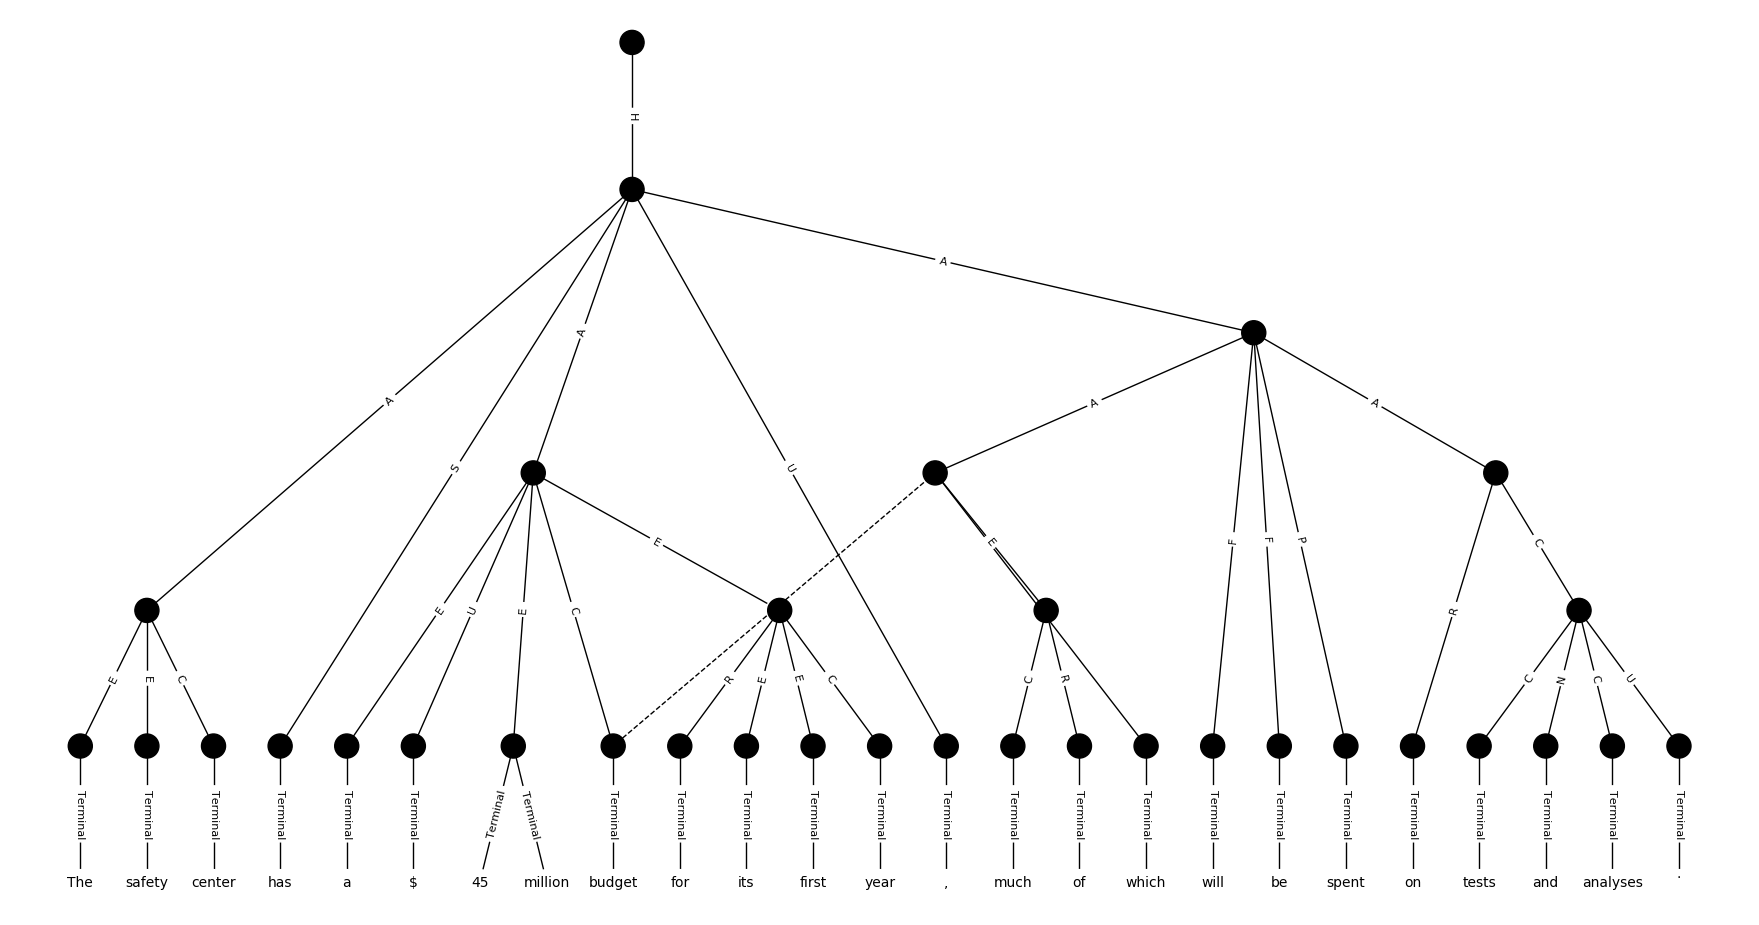 H
A
A
A
A
S
U
A
F
F
P
E
E
E
U
E
C
C
R
E
E
C
R
E
E
C
C
R
C
N
C
U
Terminal Terminal Terminal Terminal Terminal Terminal Terminal Terminal Terminal Terminal Terminal Terminal Terminal Terminal Terminal Terminal Terminal Terminal Terminal Terminal Terminal Terminal Terminal Terminal Terminal
The safety center has a $ 45 million budget for its first year , much of which will be spent on tests and analyses .